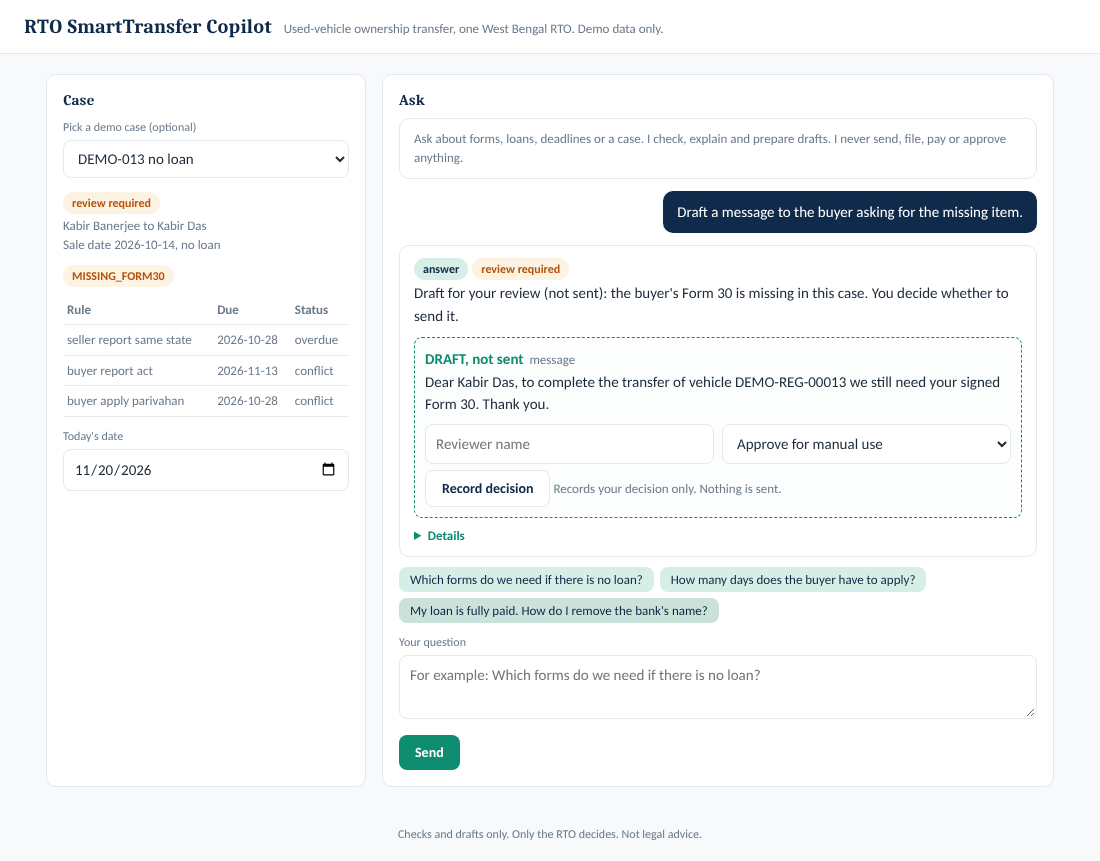 RTO SmartTransfer Copilot Used-vehicle ownership transfer, one West Bengal RTO. Demo data only.
Case
Pick a demo case (optional)
DEMO-013 no loan
review required
Kabir Banerjee to Kabir Das
Sale date 2026-10-14, no loan
MISSING_FORM30
Rule Due Status
seller report same state 2026-10-28 overdue
buyer report act 2026-11-13 conflict
buyer apply parivahan 2026-10-28 conflict
Today's date
11/20/2026
Ask
Ask about forms, loans, deadlines or a case. I check, explain and prepare drafts. I never send, file, pay or approve
anything.
Draft a message to the buyer asking for the missing item.
answer review required
Draft for your review (not sent): the buyer's Form 30 is missing in this case. You decide whether to
send it.
DRAFT, not sent message
Dear Kabir Das, to complete the transfer of vehicle DEMO-REG-00013 we still need your signed
Form 30. Thank you.
Reviewer name Approve for manual use
Record decision Records your decision only. Nothing is sent.
Details
Which forms do we need if there is no loan? How many days does the buyer have to apply?
My loan is fully paid. How do I remove the bank's name?
Your question
For example: Which forms do we need if there is no loan?
Send
Checks and drafts only. Only the RTO decides. Not legal advice.